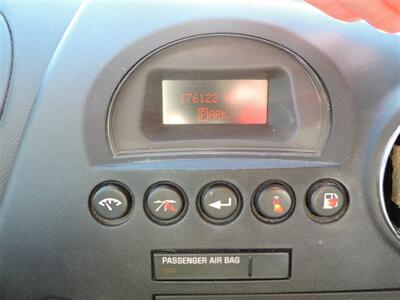 176122
PARK
PASSENGER AIR BAG
OFF